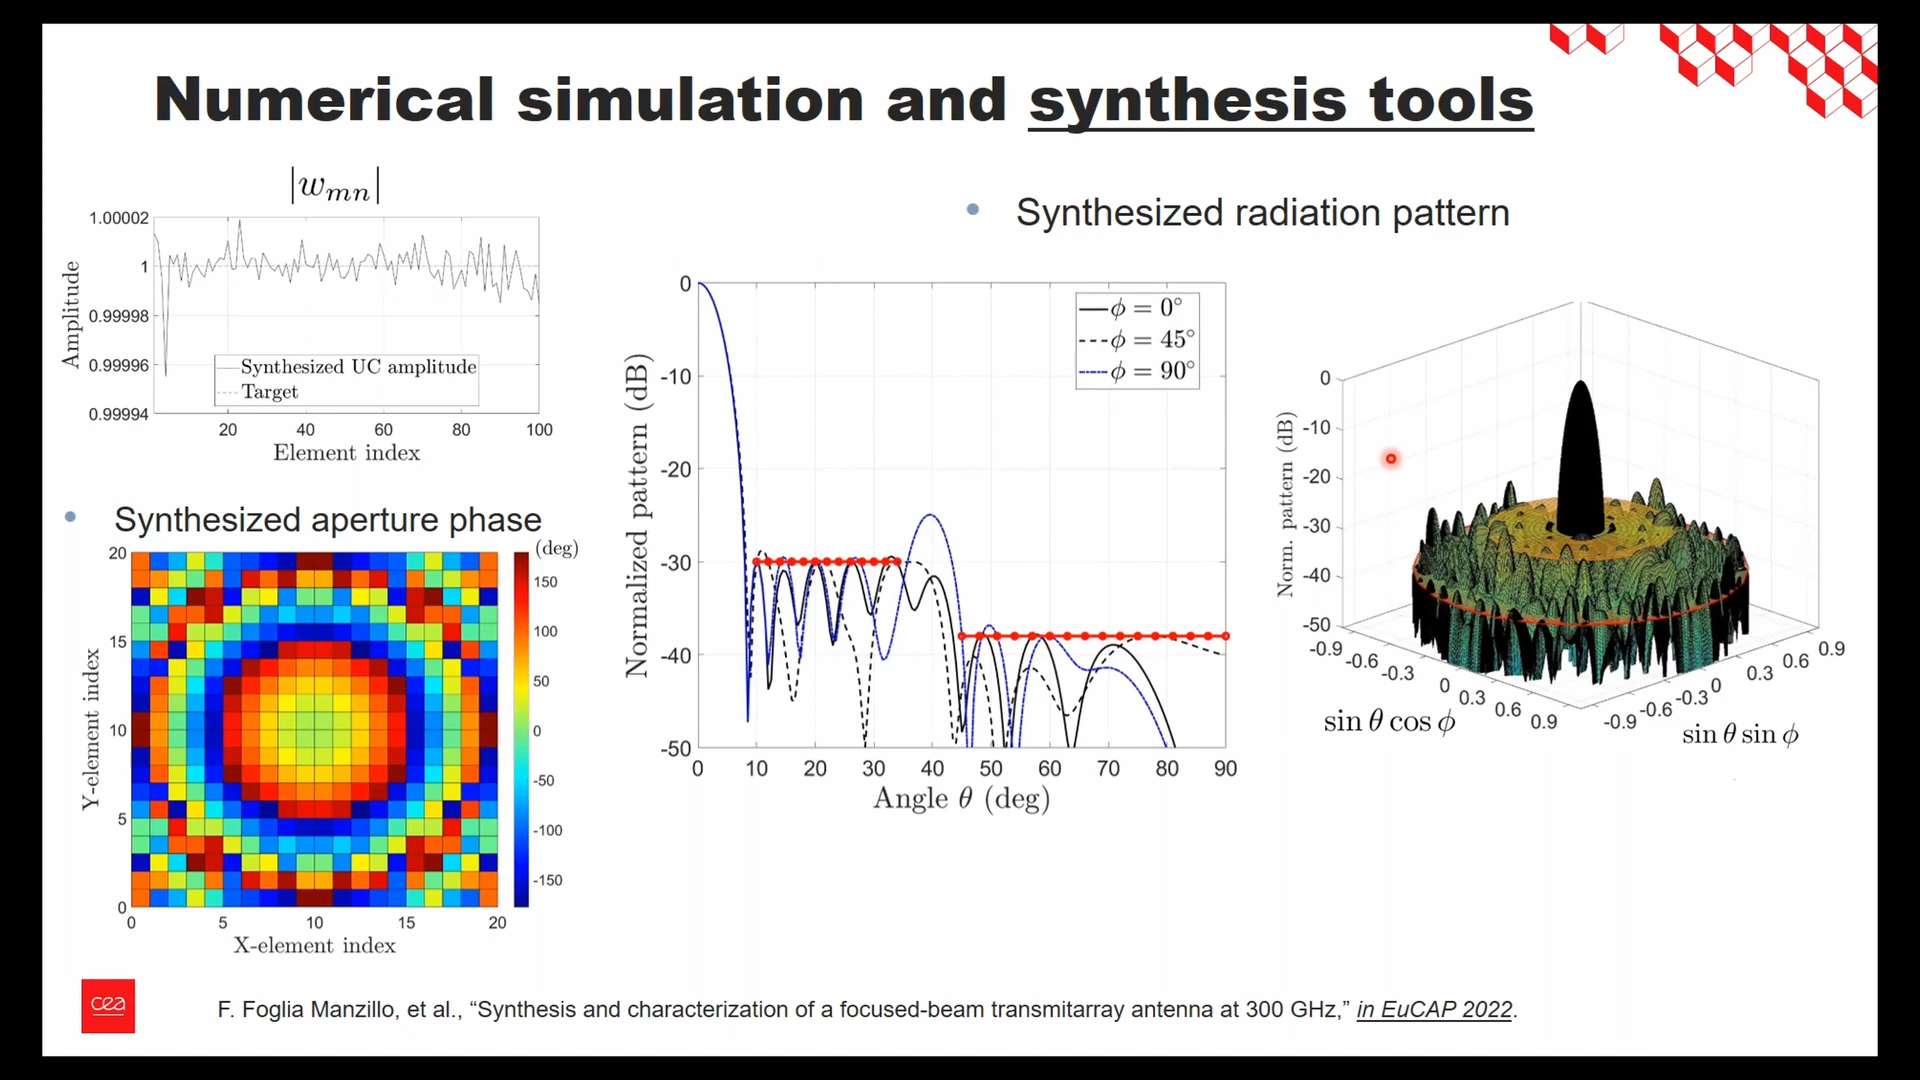 Numerical simulation and synthesis tools
|w_mn|
1.00002
1
0.99998
0.99996
0.99994
Amplitude
Synthesized UC amplitude
Target
20 40 60 80 100
Element index
• Synthesized aperture phase
(deg)
20
15
10
5
0
Y-element index
0 5 10 15 20
X-element index
150
100
50
0
-50
-100
-150
• Synthesized radiation pattern
0
-10
-20
-30
-40
-50
Normalized pattern (dB)
ϕ = 0°
ϕ = 45°
ϕ = 90°
0 10 20 30 40 50 60 70 80 90
Angle θ (deg)
0
-10
-20
-30
-40
-50
Norm. pattern (dB)
-0.9 -0.6 -0.3 0 0.3 0.6 0.9
sin θ cos ϕ
-0.9 -0.6 -0.3 0 0.3 0.6 0.9
sin θ sin ϕ
cea
F. Foglia Manzillo, et al., “Synthesis and characterization of a focused-beam transmitarray antenna at 300 GHz,” in EuCAP 2022.